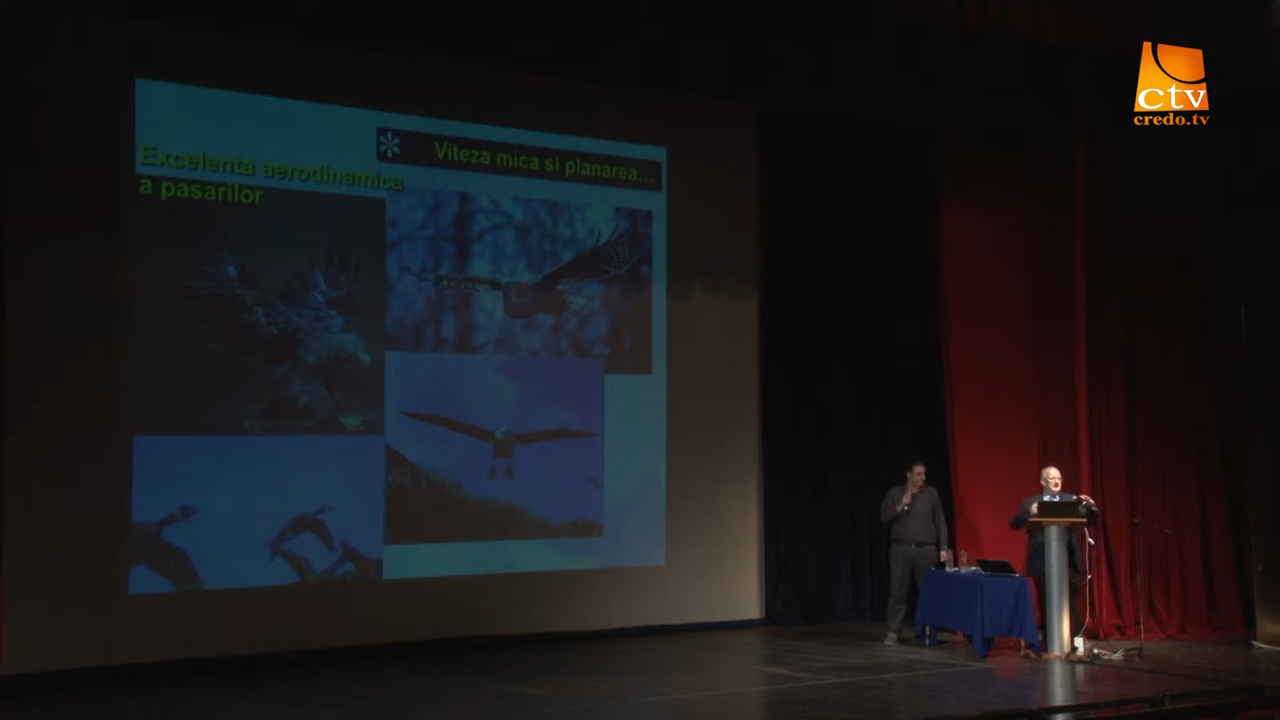 ctv
credo.tv
* Viteza mica si planarea...
Excelenta aerodinamica
a pasarilor